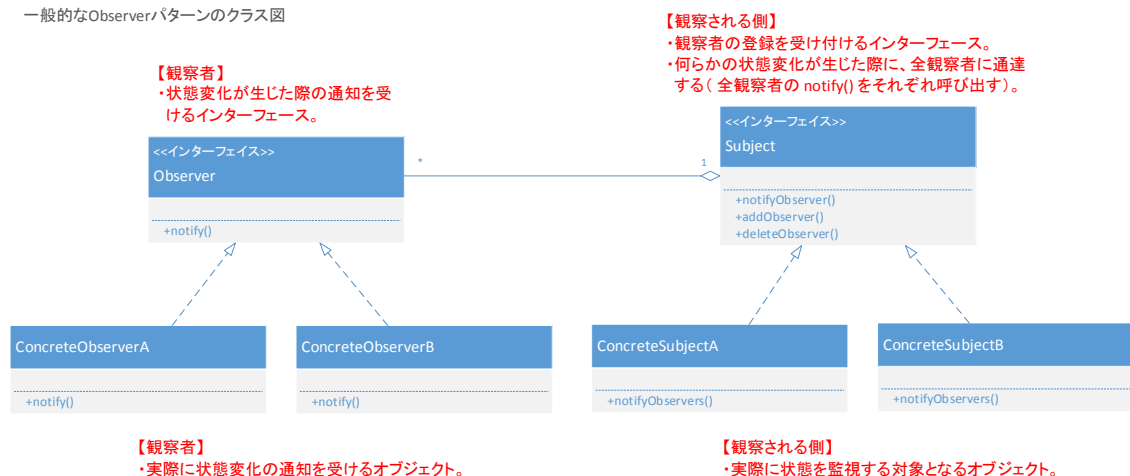 一般的なObserverパターンのクラス図
【観察者】
・状態変化が生じた際の通知を受
けるインターフェース。
【観察される側】
・観察者の登録を受け付けるインターフェース。
・何らかの状態変化が生じた際に、全観察者に通達
する( 全観察者の notify() をそれぞれ呼び出す)。
<<インターフェイス>>
Observer
+notify()
*
1
<<インターフェイス>>
Subject
+notifyObserver()
+addObserver()
+deleteObserver()
ConcreteObserverA
+notify()
ConcreteObserverB
+notify()
ConcreteSubjectA
+notifyObservers()
ConcreteSubjectB
+notifyObservers()
【観察者】
・実際に状態変化の通知を受けるオブジェクト。
【観察される側】
・実際に状態を監視する対象となるオブジェクト。